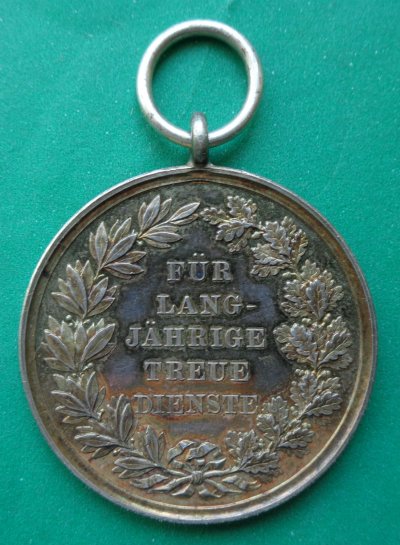 FÜR
LANG-
JÄHRIGE
TREUE
DIENSTE